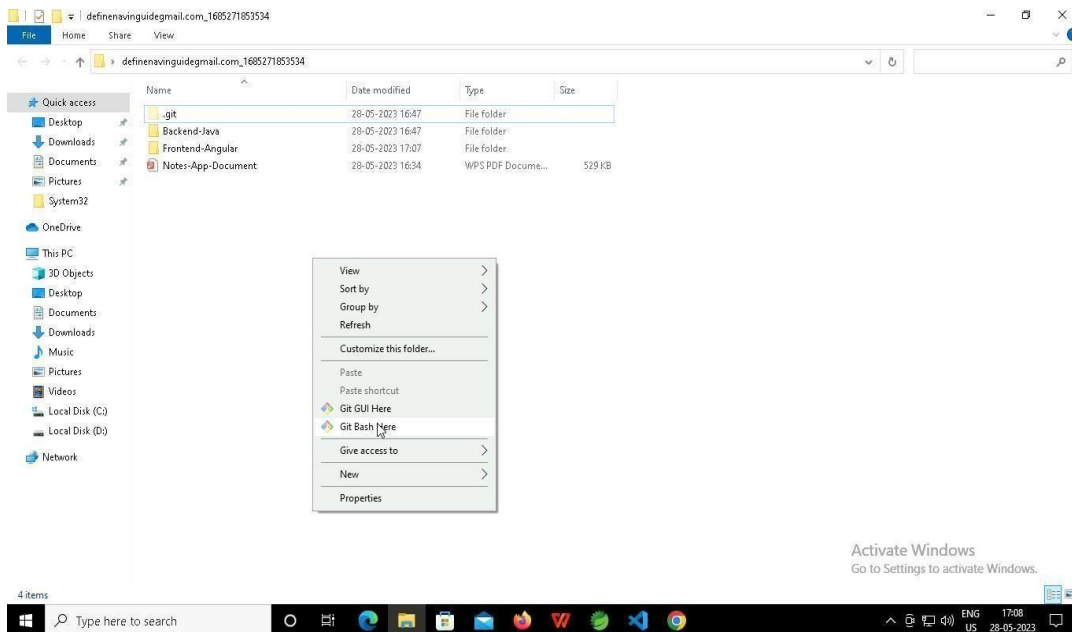 definenavinguidegmail.com_1685271853534
File Home Share View
definenavinguidegmail.com_1685271853534
Name Date modified Type Size
Quick access
Desktop
Downloads
Documents
Pictures
System32
OneDrive
This PC
3D Objects
Desktop
Documents
Downloads
Music
Pictures
Videos
Local Disk (C:)
Local Disk (D:)
Network
.git 28-05-2023 16:47 File folder
Backend-Java 28-05-2023 16:47 File folder
Frontend-Angular 28-05-2023 17:07 File folder
Notes-App-Document 28-05-2023 16:34 WPS PDF Docume... 529 KB
View
Sort by
Group by
Refresh
Customize this folder...
Paste
Paste shortcut
Git GUI Here
Git Bash Here
Give access to
New
Properties
Activate Windows
Go to Settings to activate Windows.
4 items
Type here to search
ENG
US
17:08
28-05-2023